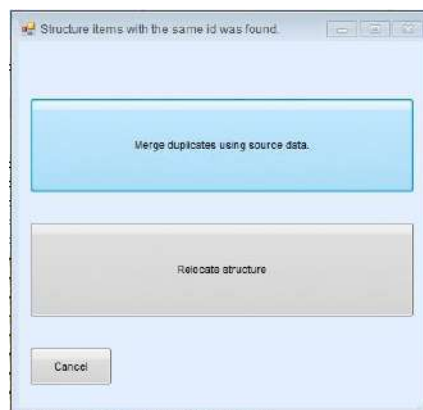 Structure items with the same id was found.
Merge duplicates using source data.
Relocate structure
Cancel